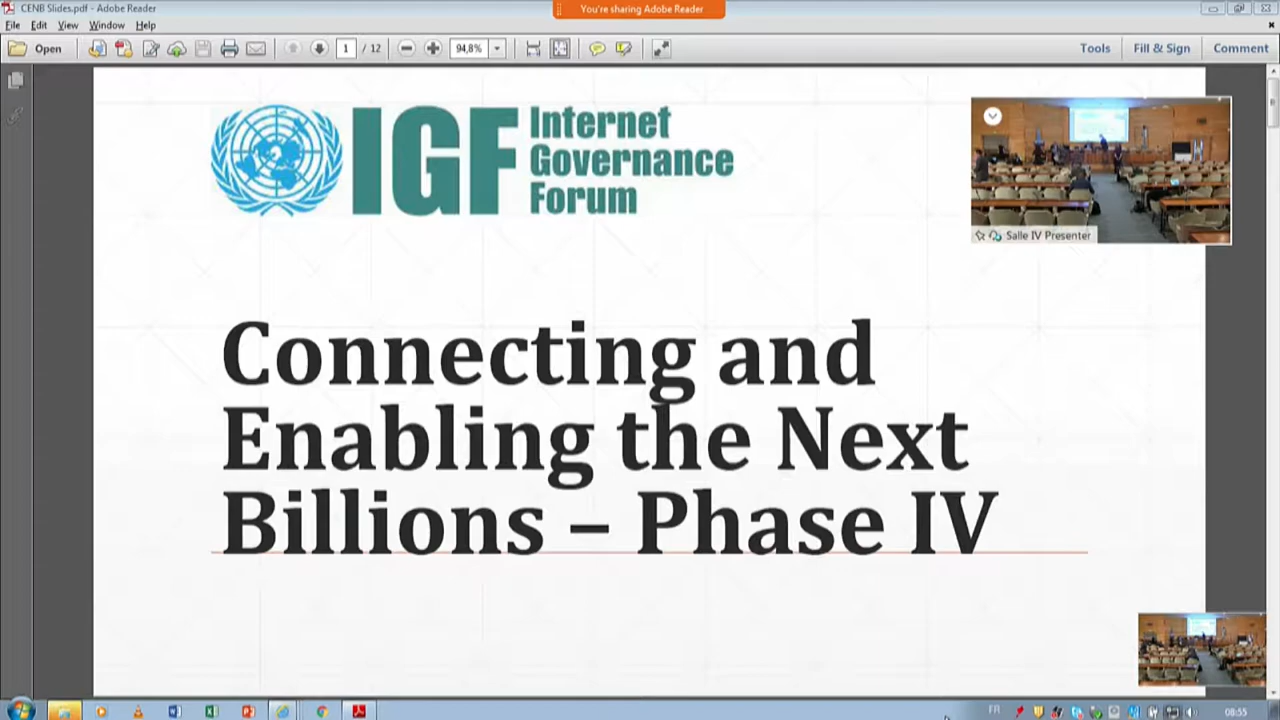 CENB Slides.pdf - Adobe Reader
You're sharing Adobe Reader
File Edit View Window Help
Open 1 / 12 94,8% Tools Fill & Sign Comment
IGF Internet
Governance
Forum
Salle IV Presenter
Connecting and
Enabling the Next
Billions – Phase IV
FR 08:55